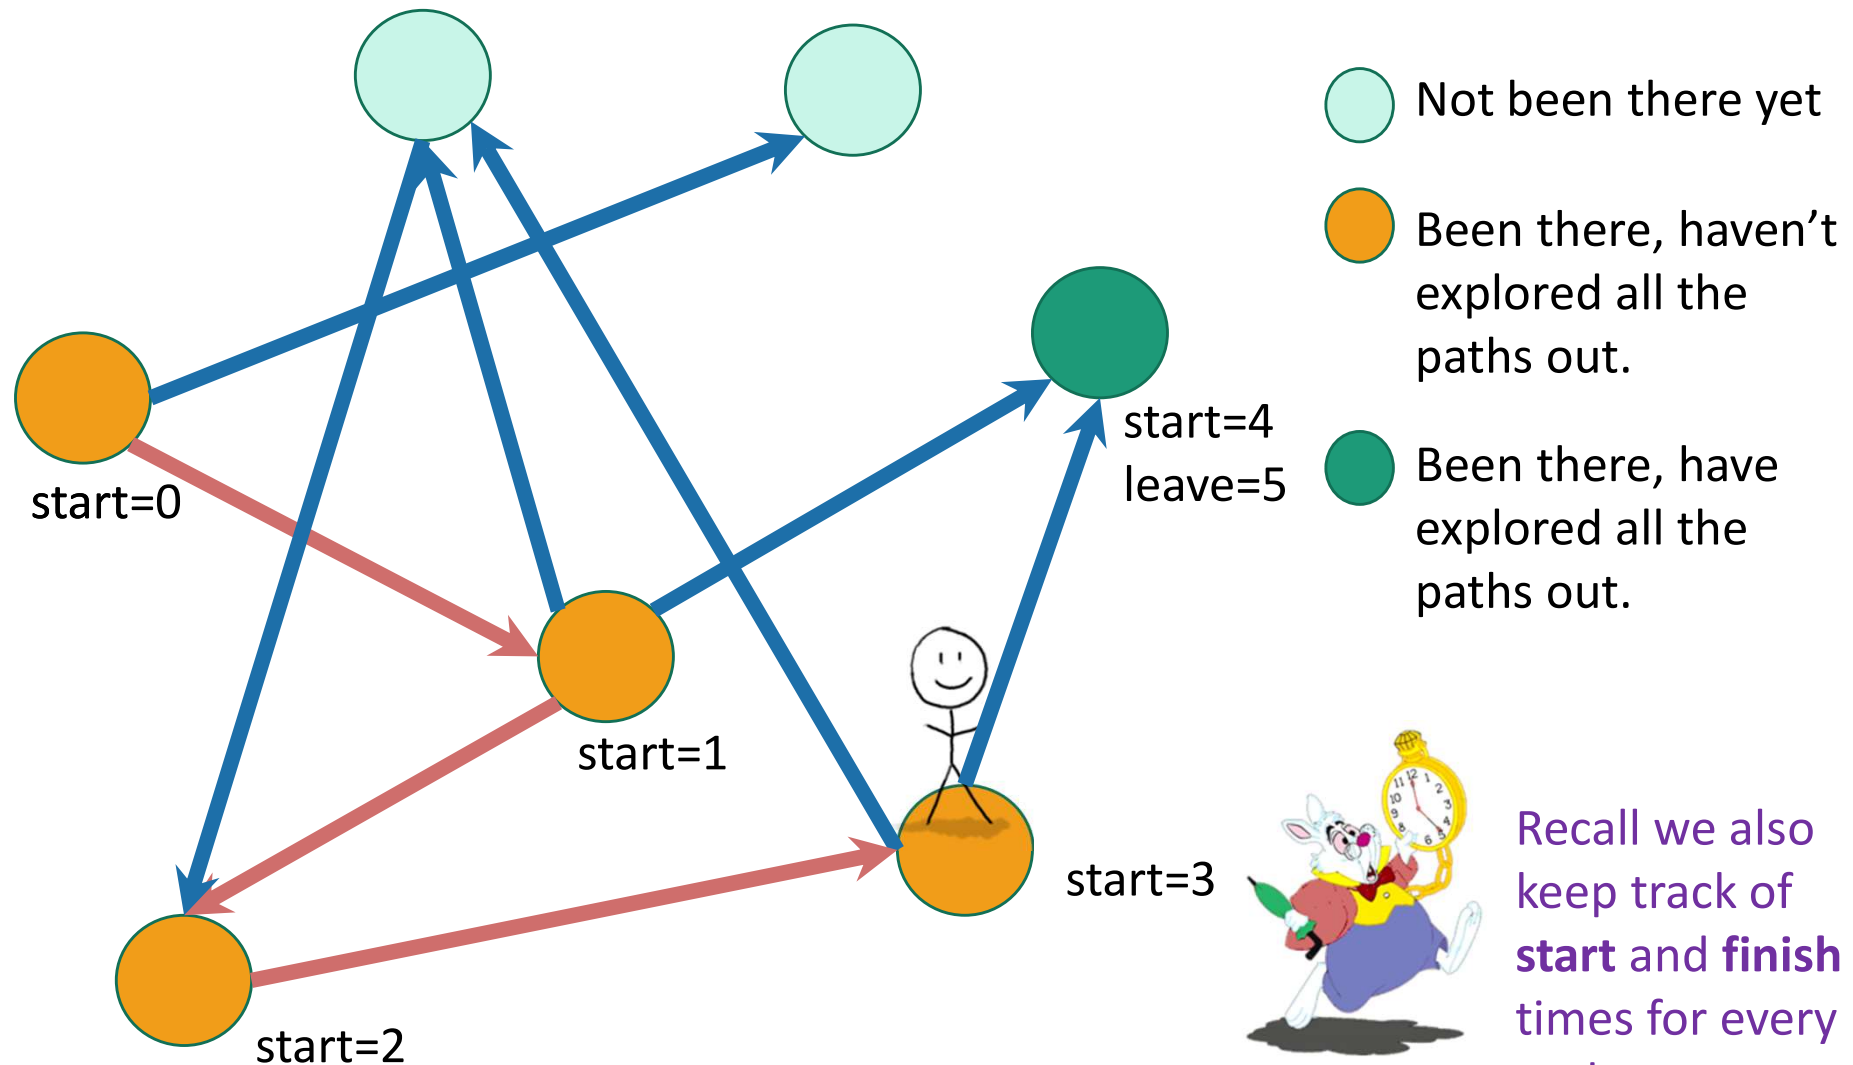 Not been there yet
Been there, haven’t
explored all the
paths out.
start=4
leave=5
Been there, have
explored all the
paths out.
start=0
start=1
start=3
start=2
Recall we also
keep track of
start and finish
times for every